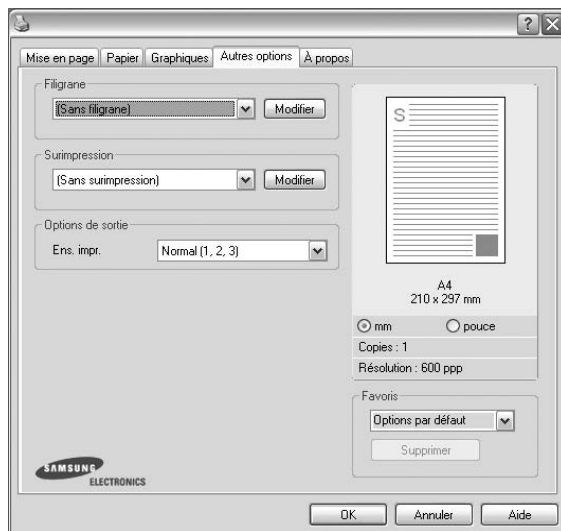 Mise en page Papier Graphiques Autres options À propos
Filigrane
(Sans filigrane) Modifier
Surimpression
(Sans surimpression) Modifier
Options de sortie
Ens. impr. Normal (1, 2, 3)
S
A4
210 x 297 mm
mm pouce
Copies : 1
Résolution : 600 ppp
Favoris
Options par défaut
Supprimer
SAMSUNG
ELECTRONICS
OK Annuler Aide